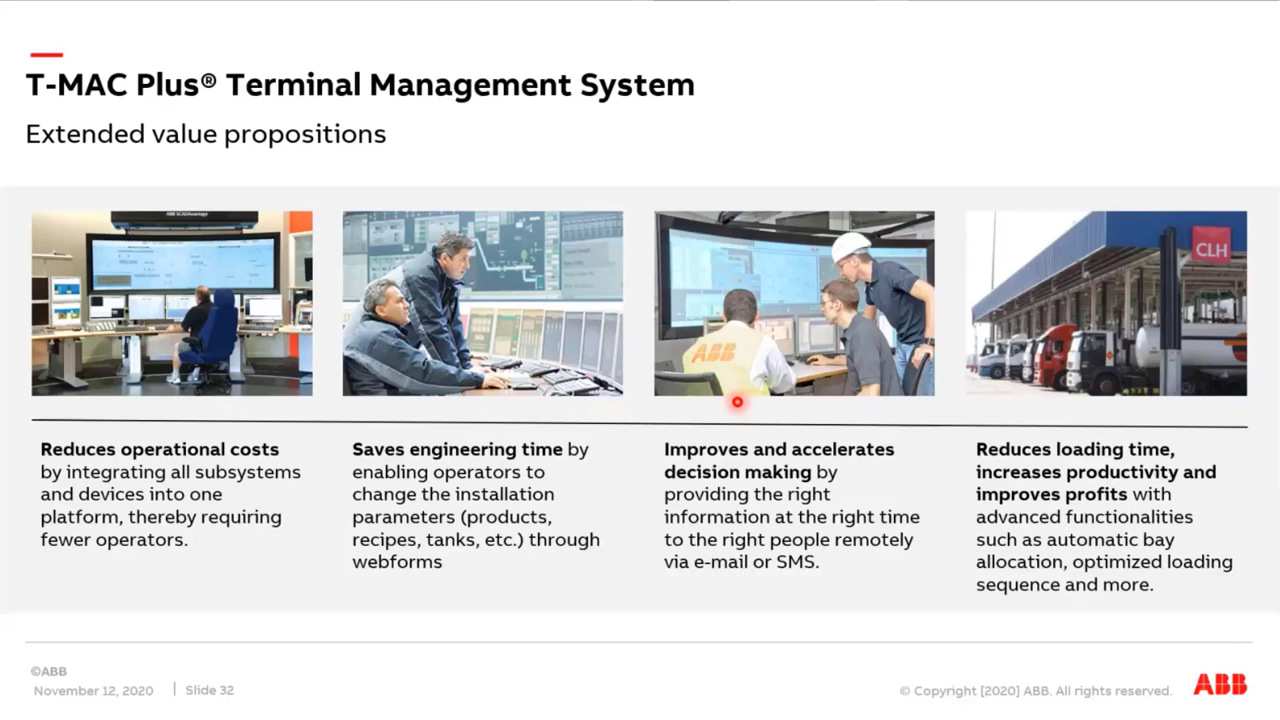 T-MAC Plus® Terminal Management System
Extended value propositions
ABB SCADAvantage
ABB
CLH
Reduces operational costs
by integrating all subsystems
and devices into one
platform, thereby requiring
fewer operators.
Saves engineering time by
enabling operators to
change the installation
parameters (products,
recipes, tanks, etc.) through
webforms
Improves and accelerates
decision making by
providing the right
information at the right time
to the right people remotely
via e-mail or SMS.
Reduces loading time,
increases productivity and
improves profits with
advanced functionalities
such as automatic bay
allocation, optimized loading
sequence and more.
©ABB
November 12, 2020 | Slide 32
© Copyright [2020] ABB. All rights reserved.
ABB